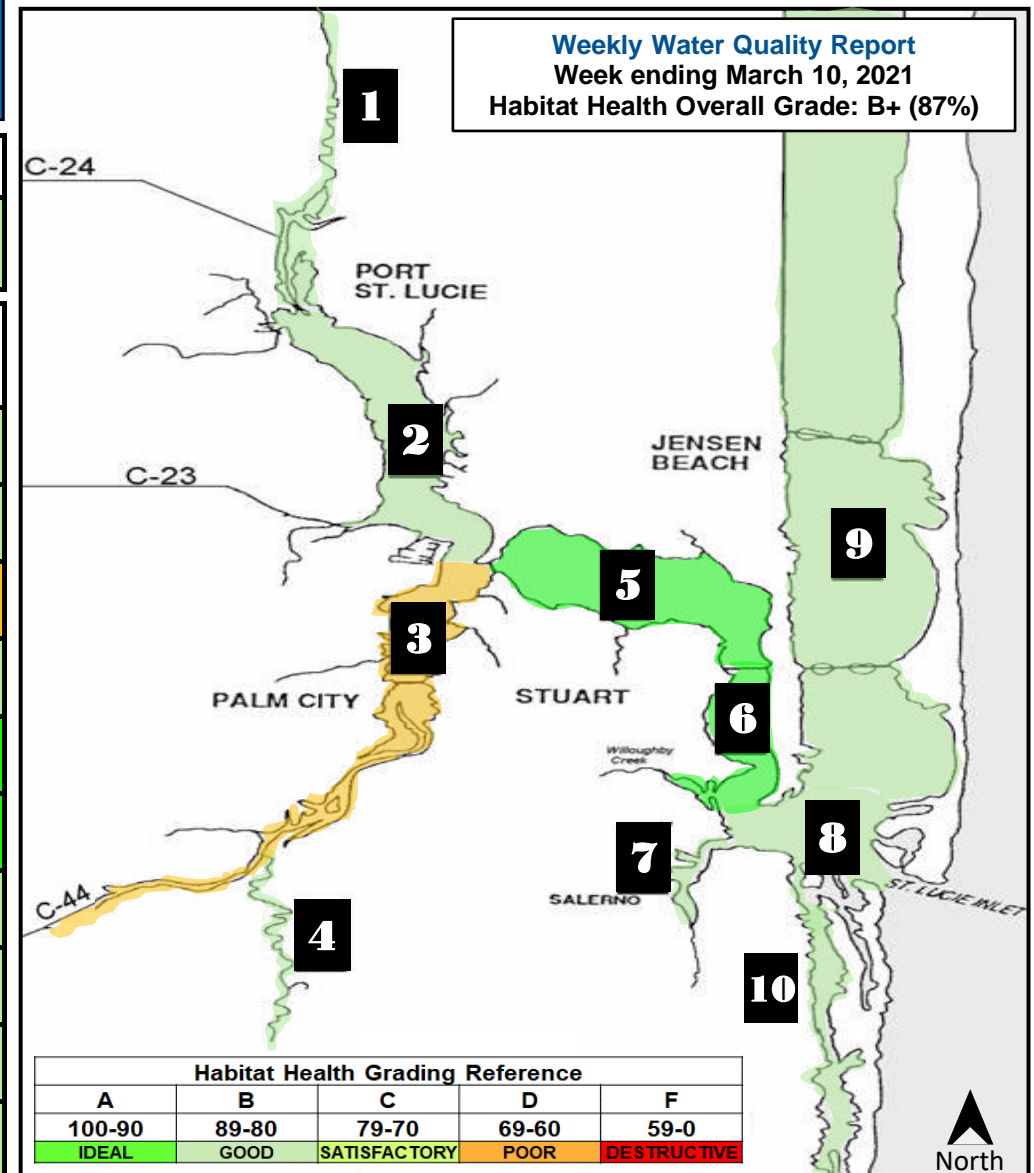 Weekly Water Quality Report
Week ending March 10, 2021
Habitat Health Overall Grade: B+ (87%)
1
C-24
PORT
ST. LUCIE
2
JENSEN
BEACH
C-23
9
5
3
PALM CITY
STUART
6
Willoughby
Creek
8
7
SALERNO
ST. LUCIE INLET
C-44
4
10
Habitat Health Grading Reference
A B C D F
100-90 89-80 79-70 69-60 59-0
IDEAL GOOD SATISFACTORY POOR DESTRUCTIVE
North